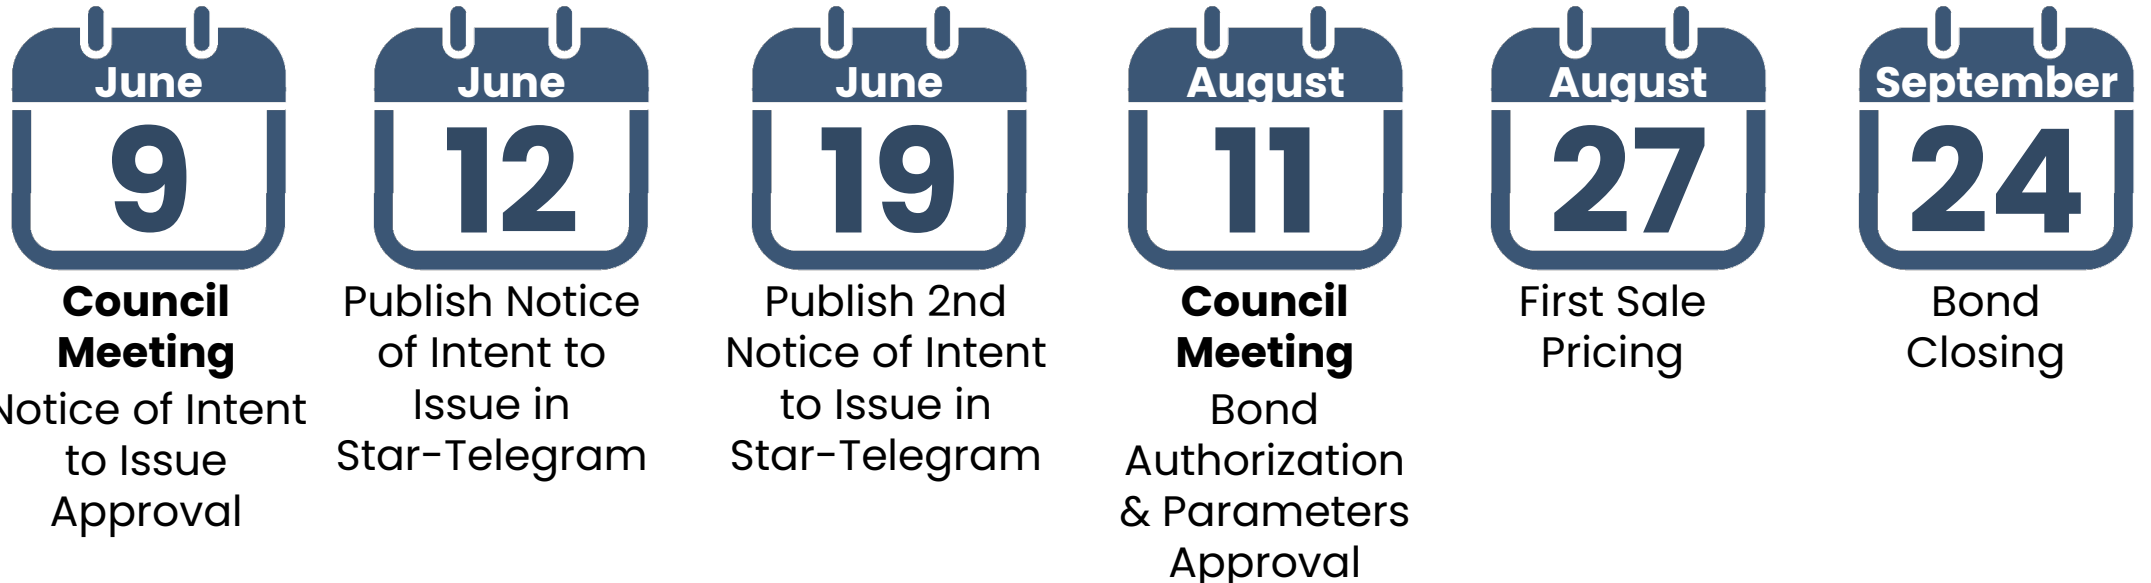 June
9
Council
Meeting
Notice of Intent
to Issue
Approval
June
12
Publish Notice
of Intent to
Issue in
Star-Telegram
June
19
Publish 2nd
Notice of Intent
to Issue in
Star-Telegram
August
11
Council
Meeting
Bond
Authorization
& Parameters
Approval
August
27
First Sale
Pricing
September
24
Bond
Closing